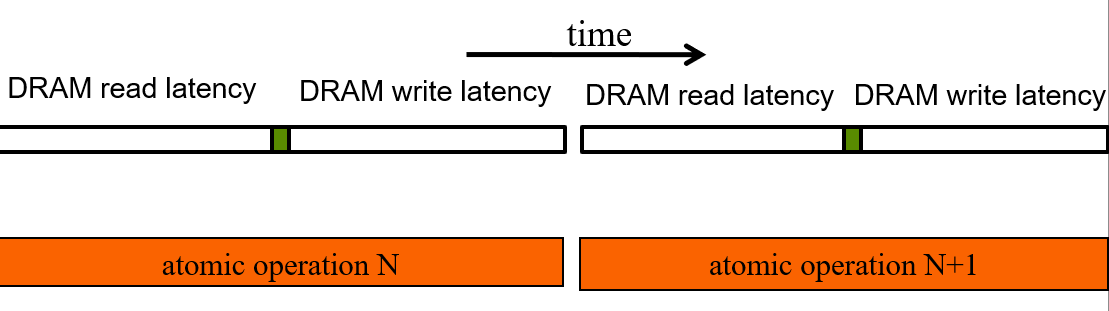 time
DRAM read latency DRAM write latency DRAM read latency DRAM write latency
atomic operation N atomic operation N+1